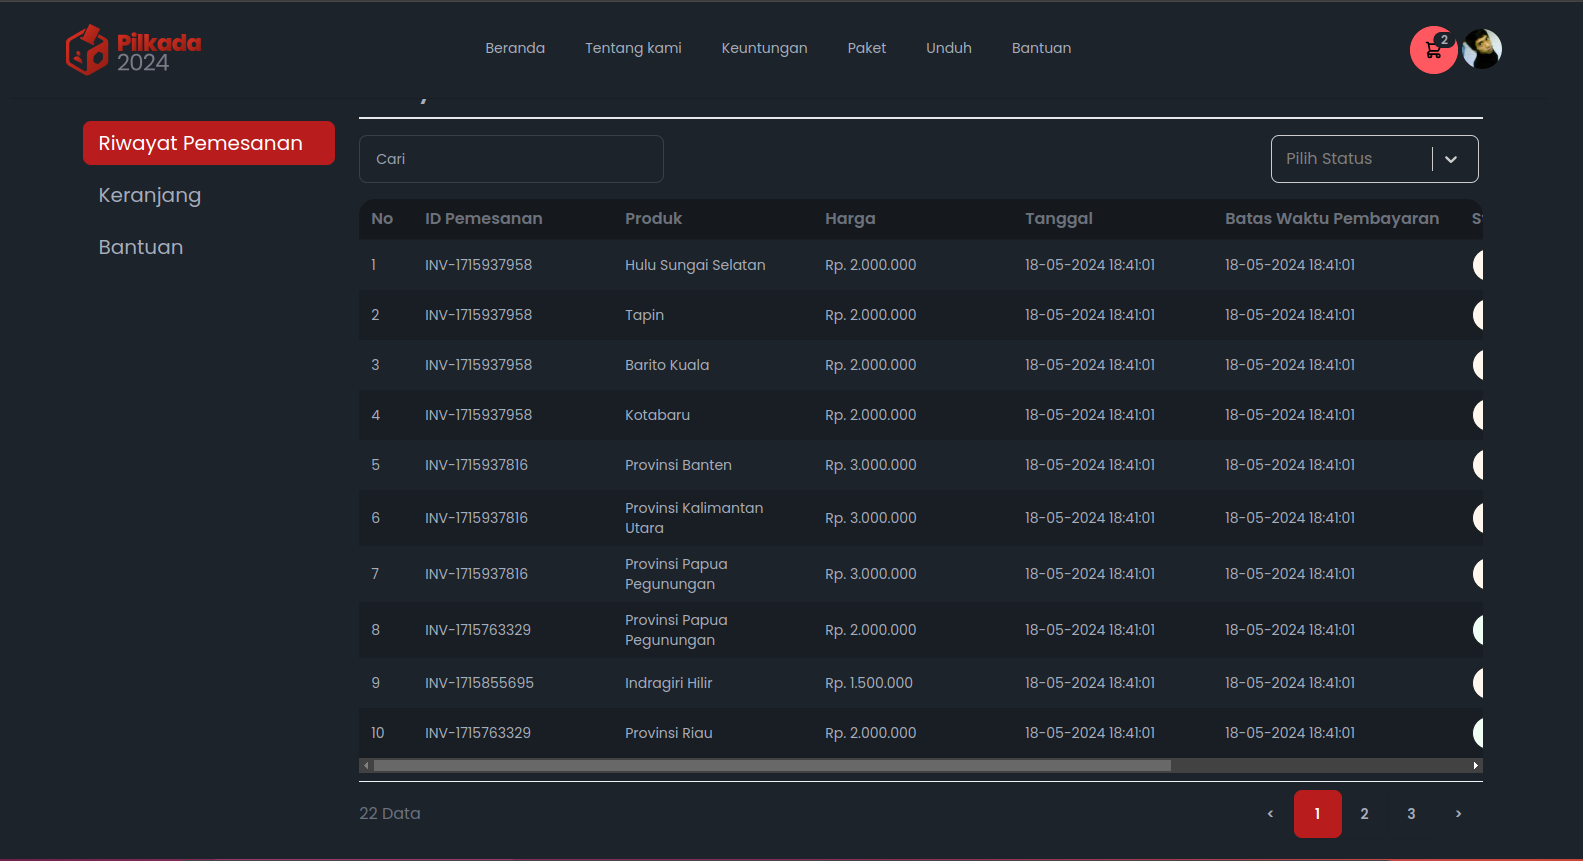 Pilkada
2024
Beranda Tentang kami Keuntungan Paket Unduh Bantuan
2
Riwayat Pemesanan
Keranjang
Bantuan
Cari
Pilih Status
No ID Pemesanan Produk Harga Tanggal Batas Waktu Pembayaran
1 INV-1715937958 Hulu Sungai Selatan Rp. 2.000.000 18-05-2024 18:41:01 18-05-2024 18:41:01
2 INV-1715937958 Tapin Rp. 2.000.000 18-05-2024 18:41:01 18-05-2024 18:41:01
3 INV-1715937958 Barito Kuala Rp. 2.000.000 18-05-2024 18:41:01 18-05-2024 18:41:01
4 INV-1715937958 Kotabaru Rp. 2.000.000 18-05-2024 18:41:01 18-05-2024 18:41:01
5 INV-1715937816 Provinsi Banten Rp. 3.000.000 18-05-2024 18:41:01 18-05-2024 18:41:01
6 INV-1715937816 Provinsi Kalimantan Utara Rp. 3.000.000 18-05-2024 18:41:01 18-05-2024 18:41:01
7 INV-1715937816 Provinsi Papua Pegunungan Rp. 3.000.000 18-05-2024 18:41:01 18-05-2024 18:41:01
8 INV-1715763329 Provinsi Papua Pegunungan Rp. 2.000.000 18-05-2024 18:41:01 18-05-2024 18:41:01
9 INV-1715855695 Indragiri Hilir Rp. 1.500.000 18-05-2024 18:41:01 18-05-2024 18:41:01
10 INV-1715763329 Provinsi Riau Rp. 2.000.000 18-05-2024 18:41:01 18-05-2024 18:41:01
22 Data
< 1 2 3 >